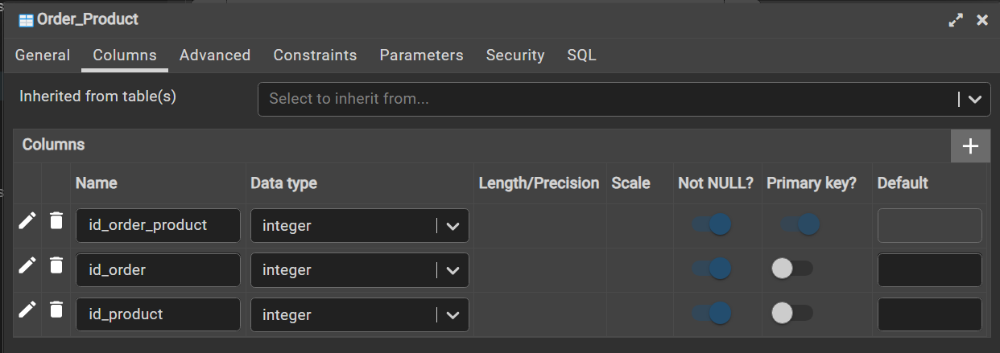 Order_Product
General Columns Advanced Constraints Parameters Security SQL
Inherited from table(s) Select to inherit from...
Columns
Name Data type Length/Precision Scale Not NULL? Primary key? Default
id_order_product integer
id_order integer
id_product integer